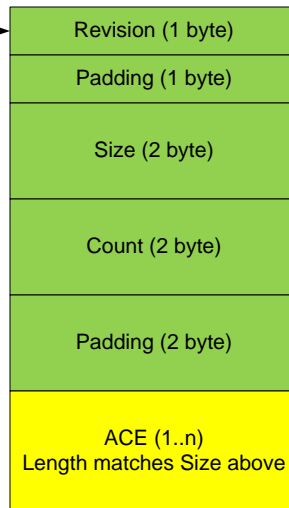 Revision (1 byte)
Padding (1 byte)
Size (2 byte)
Count (2 byte)
Padding (2 byte)
ACE (1..n)
Length matches Size above